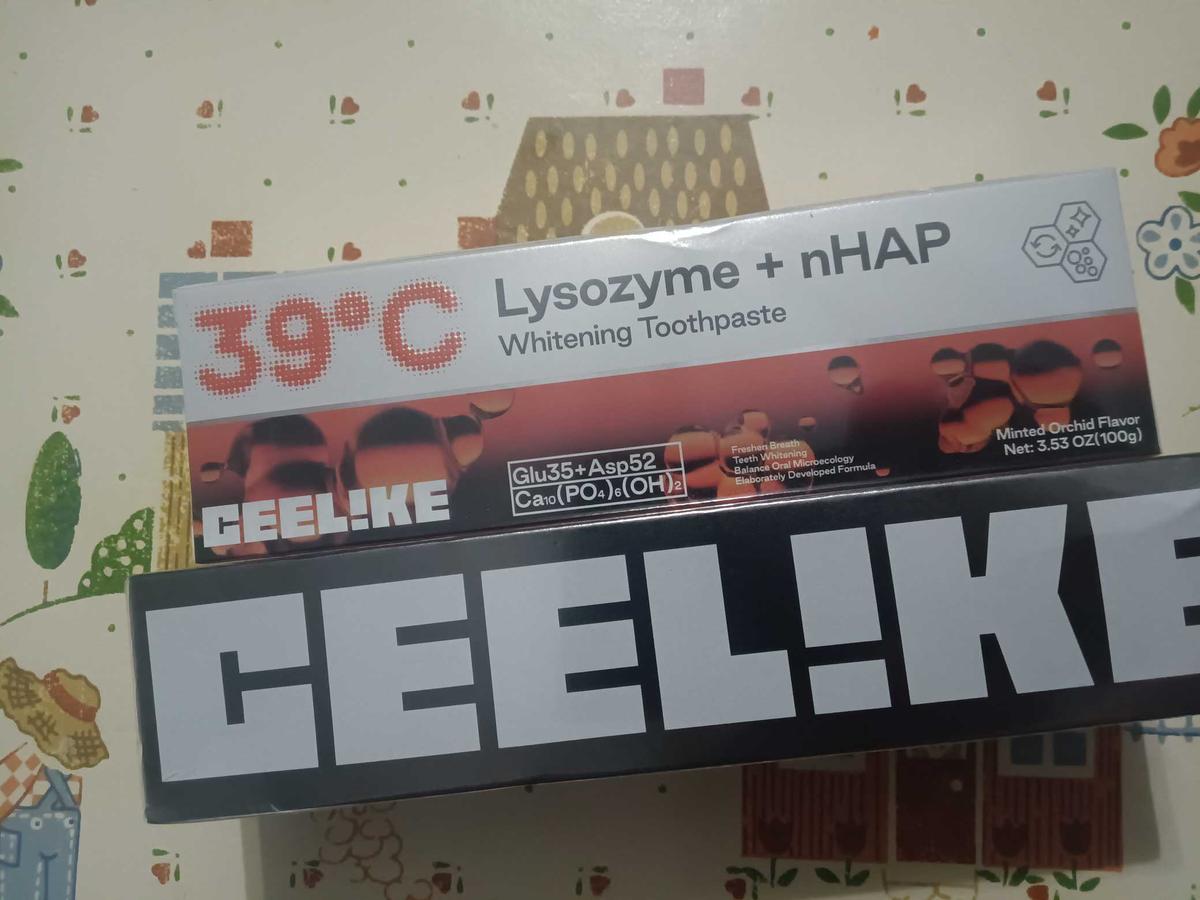 39°C
Lysozyme + nHAP
Whitening Toothpaste
CEEL!KE
Glu35+Asp52
Ca₁₀(PO₄)₆(OH)₂
Freshen Breath
Teeth Whitening
Balance Oral Microecology
Elaborately Developed Formula
Minted Orchid Flavor
Net: 3.53 OZ(100g)
CEEL!KE